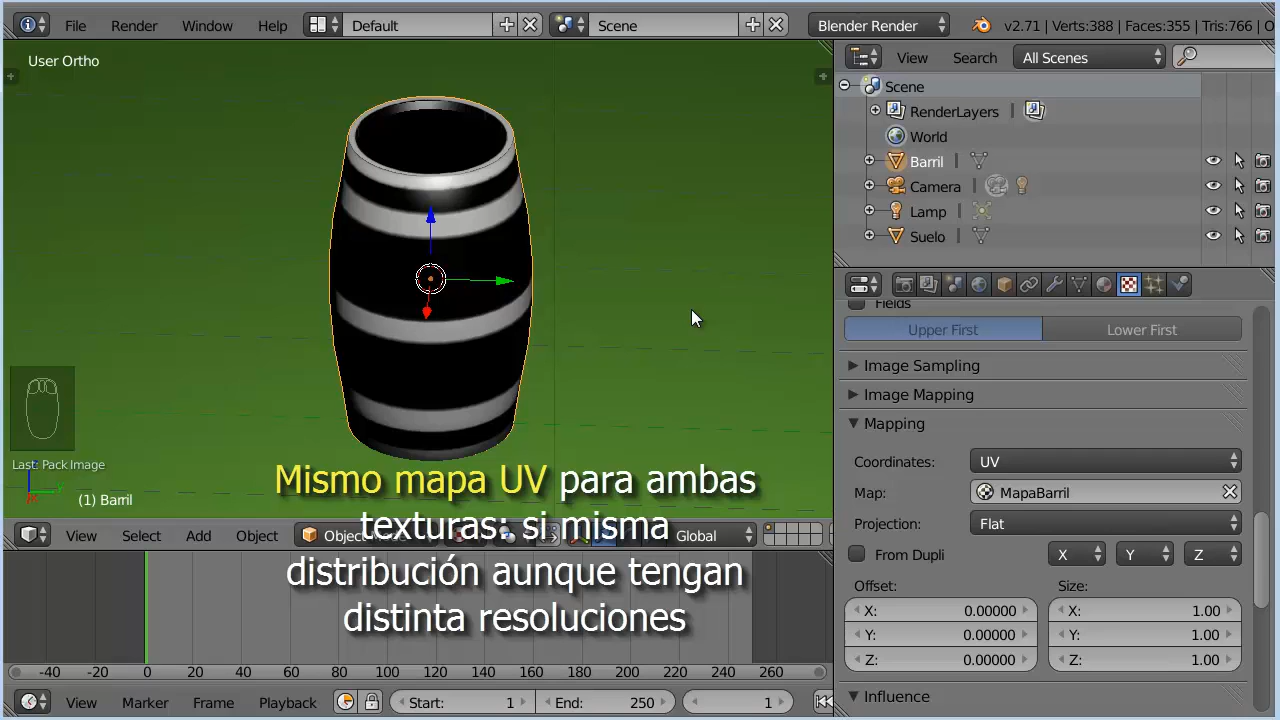 File Render Window Help Default Scene Blender Render v2.71 | Verts:388 | Faces:355 | Tris:766 | O
User Ortho
View Search All Scenes
Scene
RenderLayers
World
Barril
Camera
Lamp
Suelo
Fields
Upper First Lower First
Image Sampling
Image Mapping
Mapping
Coordinates: UV
Map: MapaBarril
Projection: Flat
From Dupli X Y Z
Offset: Size:
X: 0.00000 X: 1.00
Y: 0.00000 Y: 1.00
Z: 0.00000 Z: 1.00
Influence
Last: Pack Image
(1) Barril
Mismo mapa UV para ambas
texturas: si misma
distribución aunque tengan
distinta resoluciones
View Select Add Object Global
-40 -20 0 20 40 60 80 100 120 140 160 180 200 220 240 260
View Marker Frame Playback Start: 1 End: 250 1